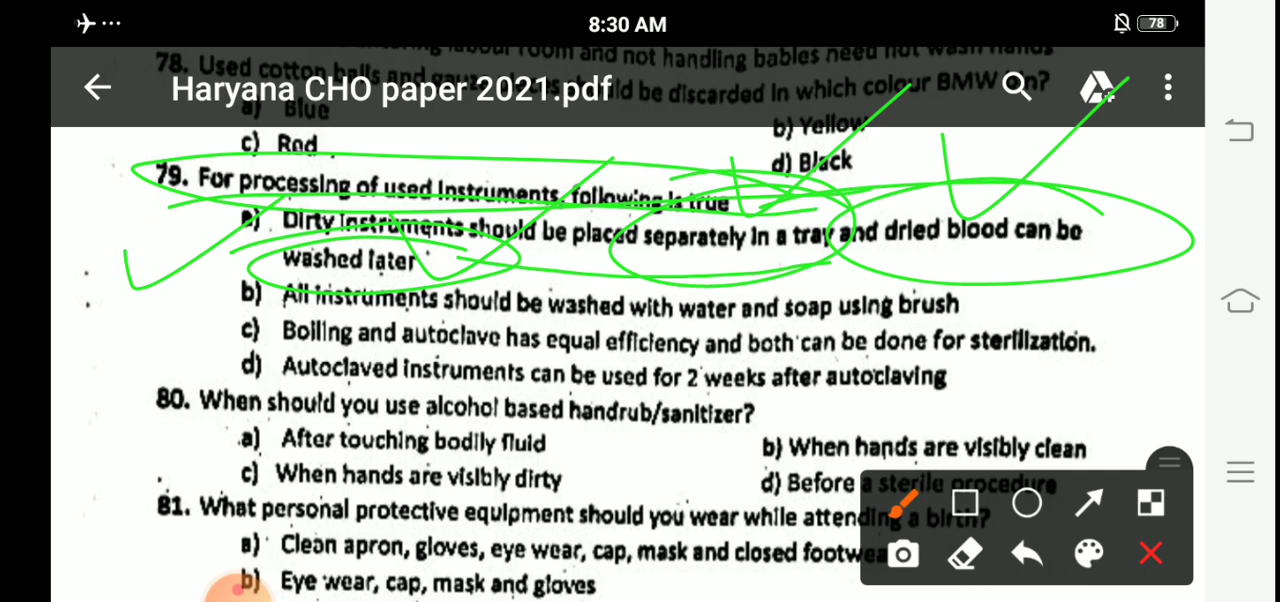 8:30 AM
78
78. Used cotton balls and gauze pieces should be discarded in which colour BMW bin?
Haryana CHO paper 2021.pdf
a) Blue
b) Yellow
c) Red
d) Black
79. For processing of used instruments, following is true
a) Dirty instruments should be placed separately in a tray and dried blood can be
washed later
b) All instruments should be washed with water and soap using brush
c) Boiling and autoclave has equal efficiency and both can be done for sterilization.
d) Autoclaved instruments can be used for 2 weeks after autoclaving
80. When should you use alcohol based handrub/sanitizer?
a) After touching bodily fluid
b) When hands are visibly clean
c) When hands are visibly dirty
d) Before a sterile procedure
81. What personal protective equipment should you wear while attending a birth?
a) Clean apron, gloves, eye wear, cap, mask and closed footwea
b) Eye wear, cap, mask and gloves